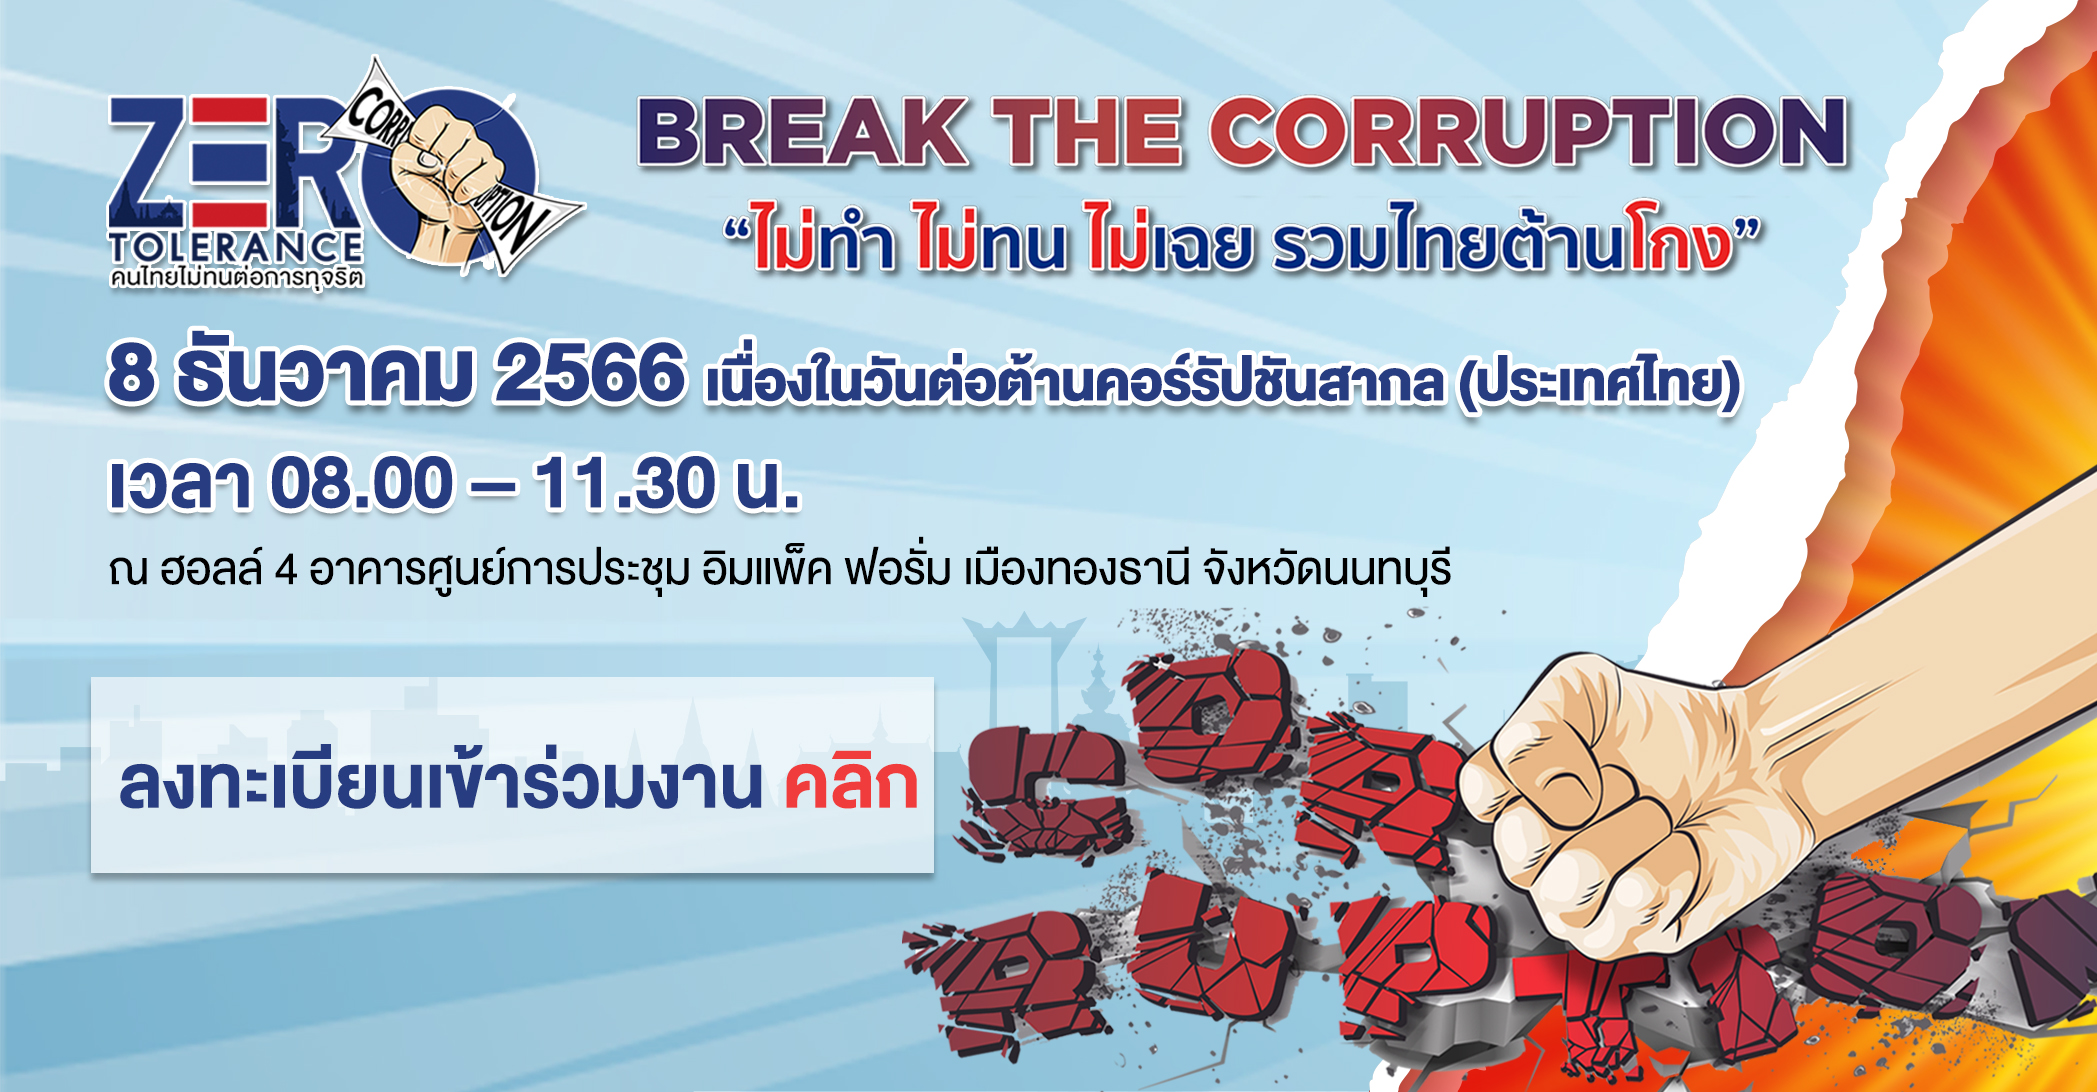 ZERO
CORRUPTION
TOLERANCE
คนไทยไม่ทนต่อการทุจริต
BREAK THE CORRUPTION
“ไม่ทำ ไม่ทน ไม่เฉย รวมไทยต้านโกง”
8 ธันวาคม 2566 เนื่องในวันต่อต้านคอร์รัปชันสากล (ประเทศไทย)
เวลา 08.00 – 11.30 น.
ณ ฮอลล์ 4 อาคารศูนย์การประชุม อิมแพ็ค ฟอรั่ม เมืองทองธานี จังหวัดนนทบุรี
ลงทะเบียนเข้าร่วมงาน คลิก
COR
RUPTION